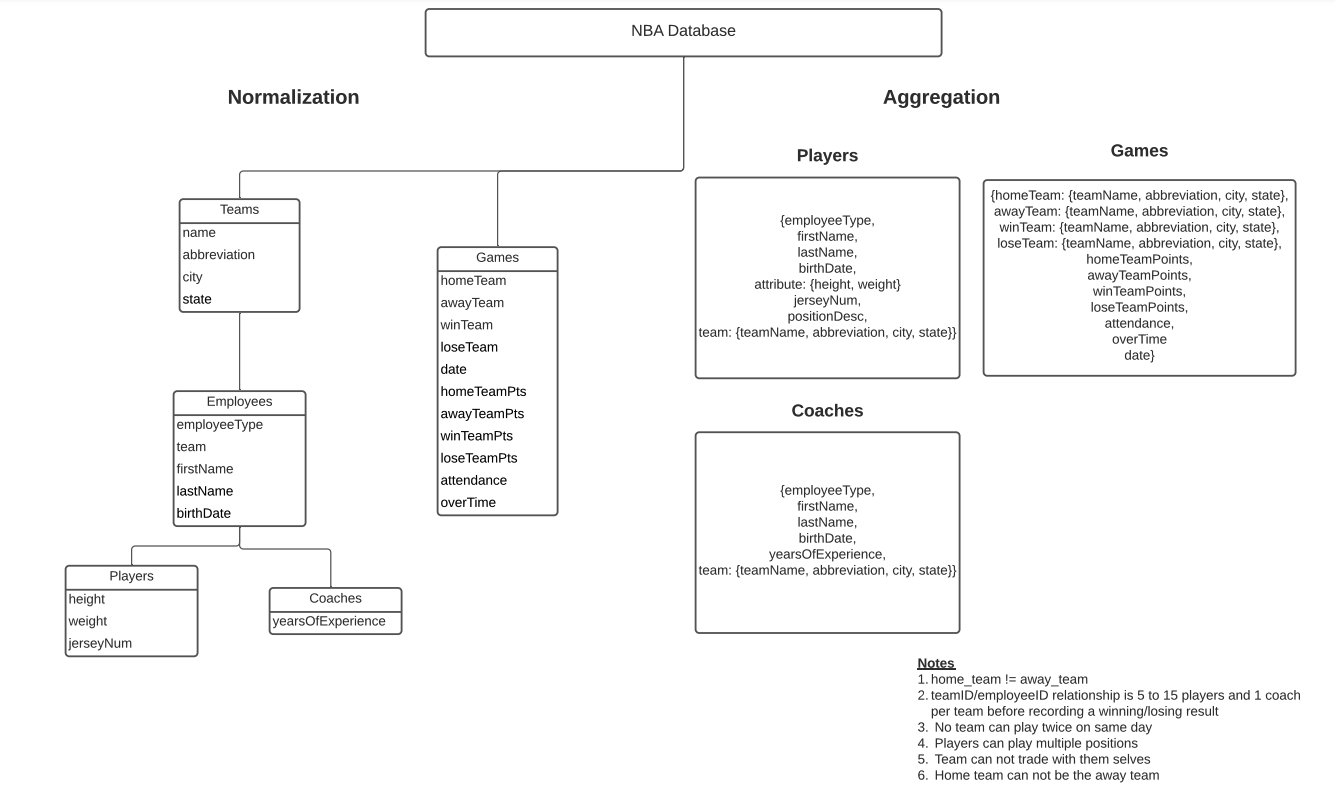 NBA Database
Normalization
Teams
name
abbreviation
city
state
Employees
employeeType
team
firstName
lastName
birthDate
Players
height
weight
jerseyNum
Coaches
yearsOfExperience
Games
homeTeam
awayTeam
winTeam
loseTeam
date
homeTeamPts
awayTeamPts
winTeamPts
loseTeamPts
attendance
overTime
Aggregation
Players
{employeeType,
firstName,
lastName,
birthDate,
attribute: {height, weight}
jerseyNum,
positionDesc,
team: {teamName, abbreviation, city, state}}
Games
{homeTeam: {teamName, abbreviation, city, state},
awayTeam: {teamName, abbreviation, city, state},
winTeam: {teamName, abbreviation, city, state},
loseTeam: {teamName, abbreviation, city, state},
homeTeamPoints,
awayTeamPoints,
winTeamPoints,
loseTeamPoints,
attendance,
overTime
date}
Coaches
{employeeType,
firstName,
lastName,
birthDate,
yearsOfExperience,
team: {teamName, abbreviation, city, state}}
Notes
1. home_team != away_team
2. teamID/employeeID relationship is 5 to 15 players and 1 coach
per team before recording a winning/losing result
3. No team can play twice on same day
4. Players can play multiple positions
5. Team can not trade with them selves
6. Home team can not be the away team